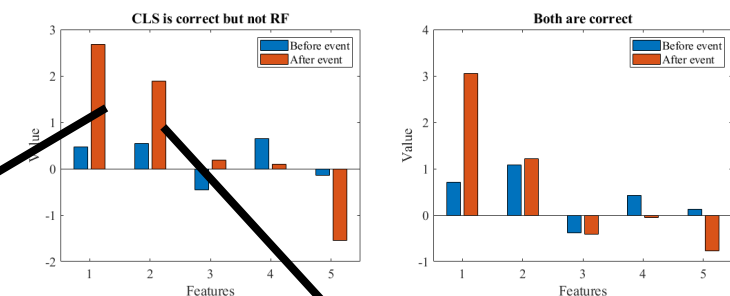 CLS is correct but not RF
3
2
1
0
-1
-2
Value
Before event
After event
1 2 3 4 5
Features
Both are correct
4
3
2
1
0
-1
Value
Before event
After event
1 2 3 4 5
Features